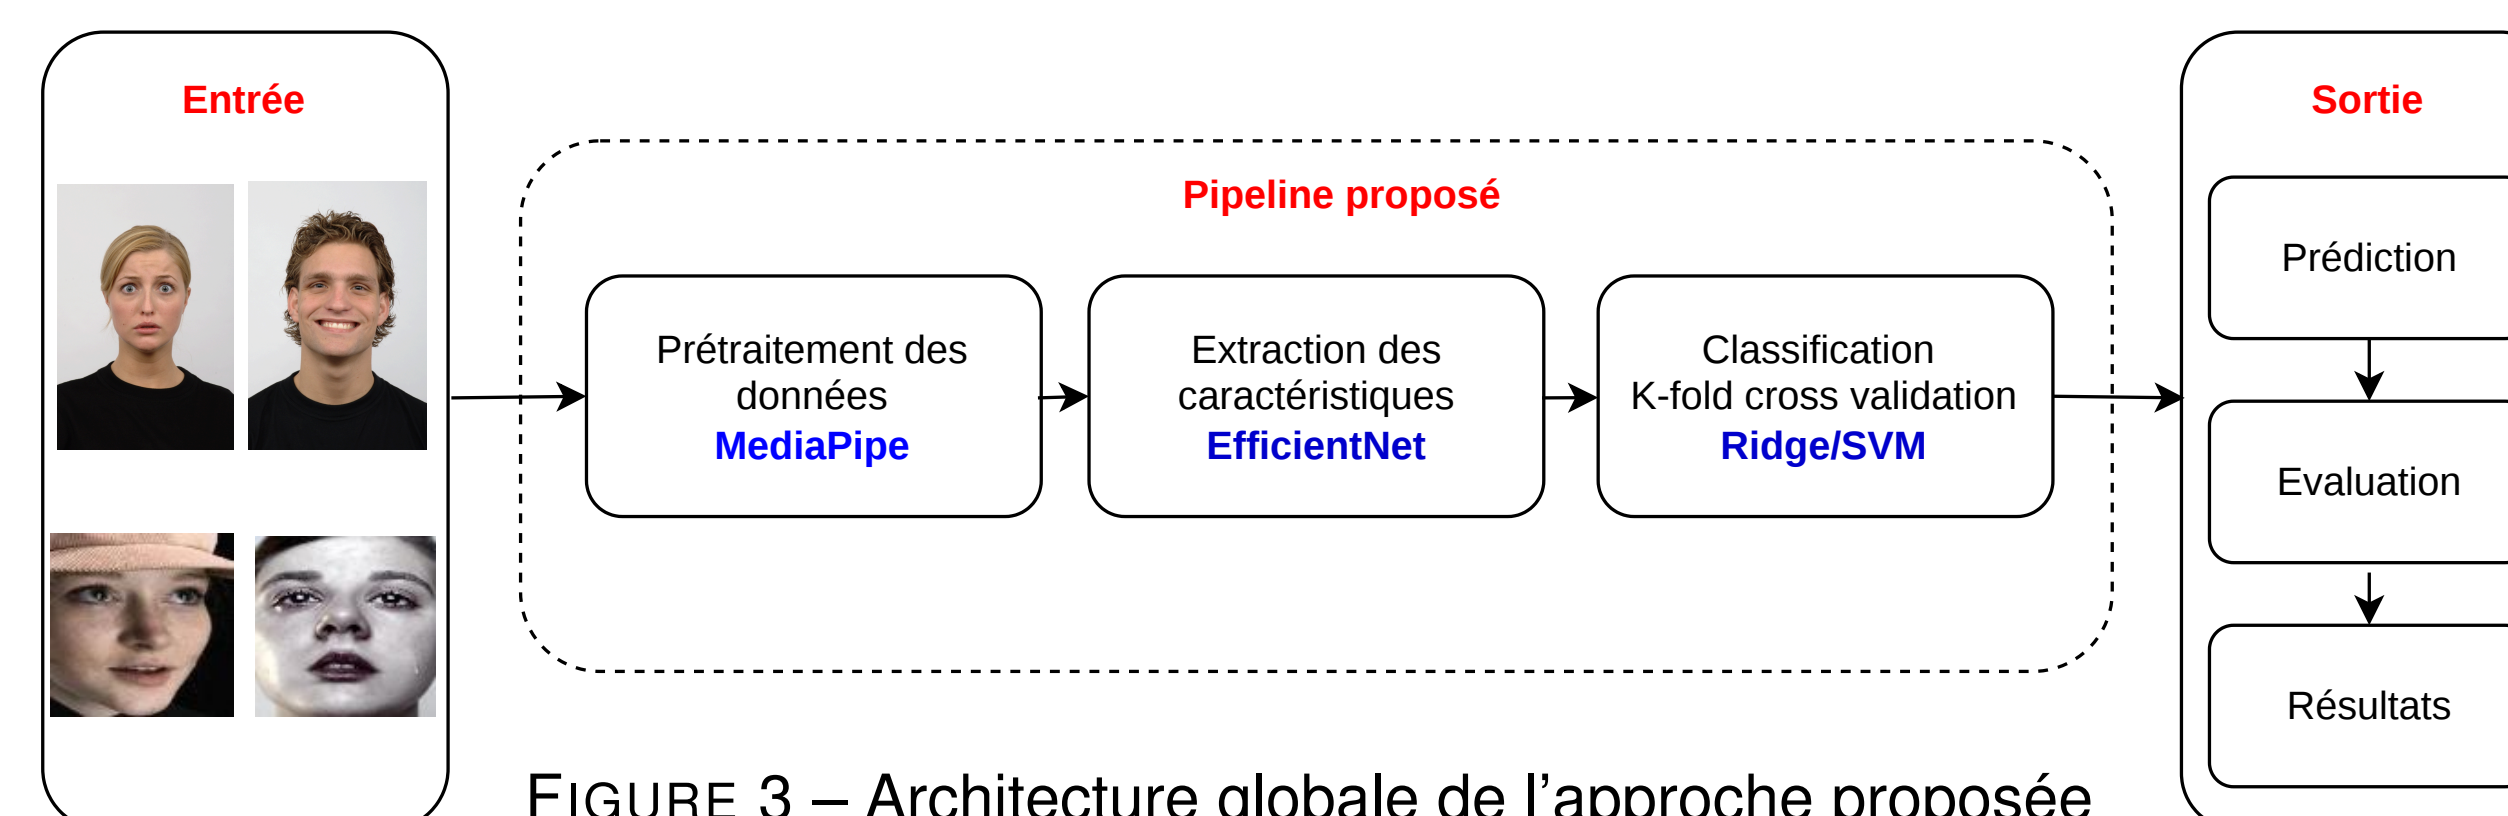 Entrée
Pipeline proposé
Prétraitement des
données
MediaPipe
Extraction des
caractéristiques
EfficientNet
Classification
K-fold cross validation
Ridge/SVM
Sortie
Prédiction
Evaluation
Résultats
FIGURE 3 – Architecture globale de l'approche proposée